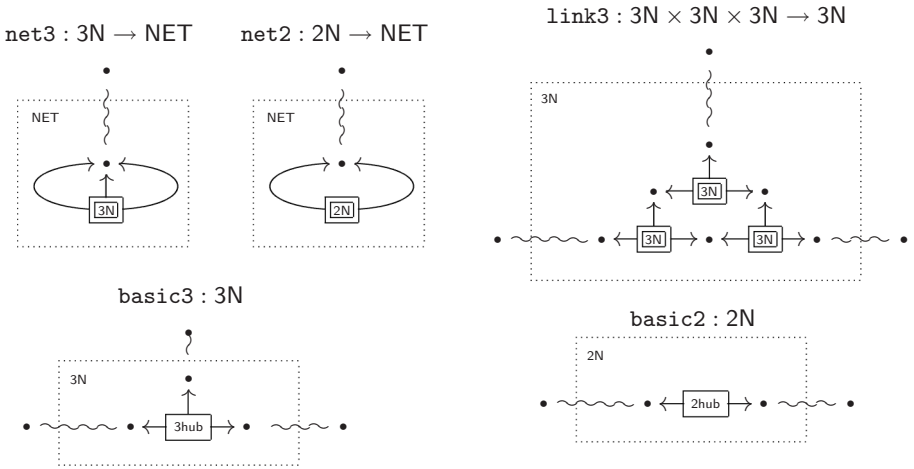 net3 : 3N → NET
net2 : 2N → NET
link3 : 3N × 3N × 3N → 3N
NET
3N
NET
2N
3N
3N
3N
3N
basic3 : 3N
3N
3hub
basic2 : 2N
2N
2hub